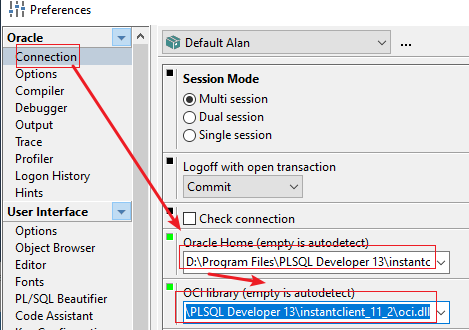 Preferences
Oracle
Connection
Options
Compiler
Debugger
Output
Trace
Profiler
Logon History
Hints
User Interface
Options
Object Browser
Editor
Fonts
PL/SQL Beautifier
Code Assistant
Default Alan
...
Session Mode
Multi session
Dual session
Single session
Logoff with open transaction
Commit
Check connection
Oracle Home (empty is autodetect)
D:\Program Files\PLSQL Developer 13\instantc
OCI library (empty is autodetect)
\PLSQL Developer 13\instantclient_11_2\oci.dll